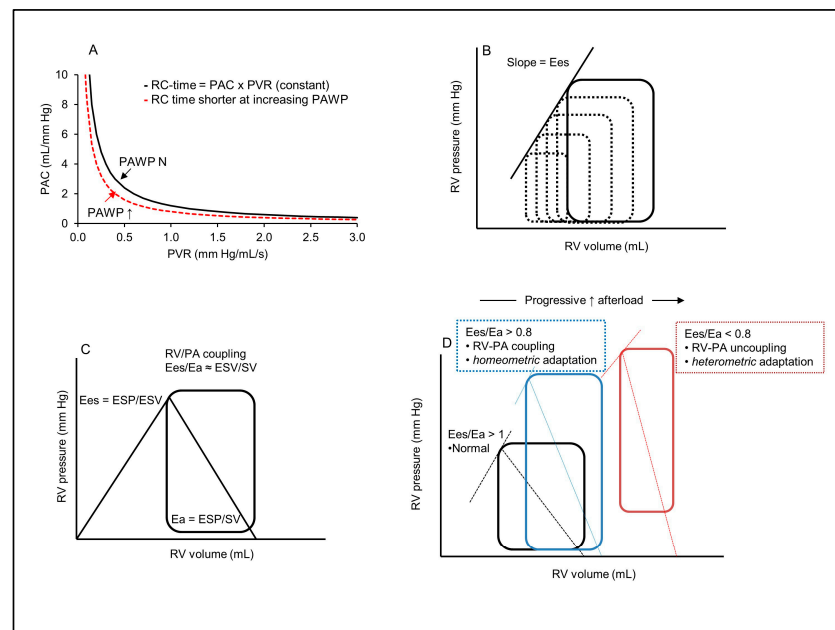 A
RC-time = PAC x PVR (constant)
RC time shorter at increasing PAWP
PAC (mL/mm Hg)
10
8
6
4
2
0
PAWP N
PAWP ↑
0.0 0.5 1.0 1.5 2.0 2.5 3.0
PVR (mm Hg/mL/s)
B
Slope = Ees
RV pressure (mm Hg)
RV volume (mL)
C
RV/PA coupling
Ees/Ea ≈ ESV/SV
Ees = ESP/ESV
Ea = ESP/SV
RV pressure (mm Hg)
RV volume (mL)
Progressive ↑ afterload
D
Ees/Ea > 0.8
• RV-PA coupling
• homeometric adaptation
Ees/Ea < 0.8
• RV-PA uncoupling
• heterometric adaptation
Ees/Ea > 1
•Normal
RV pressure (mm Hg)
RV volume (mL)